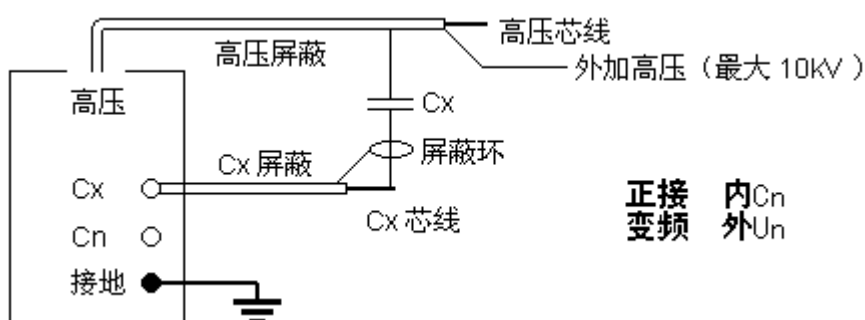 高压芯线
高压屏蔽
外加高压（最大 10KV ）
高压
Cx
屏蔽环
Cx 屏蔽
Cx
Cx 芯线
正接 内Cn
变频 外Un
Cn
接地